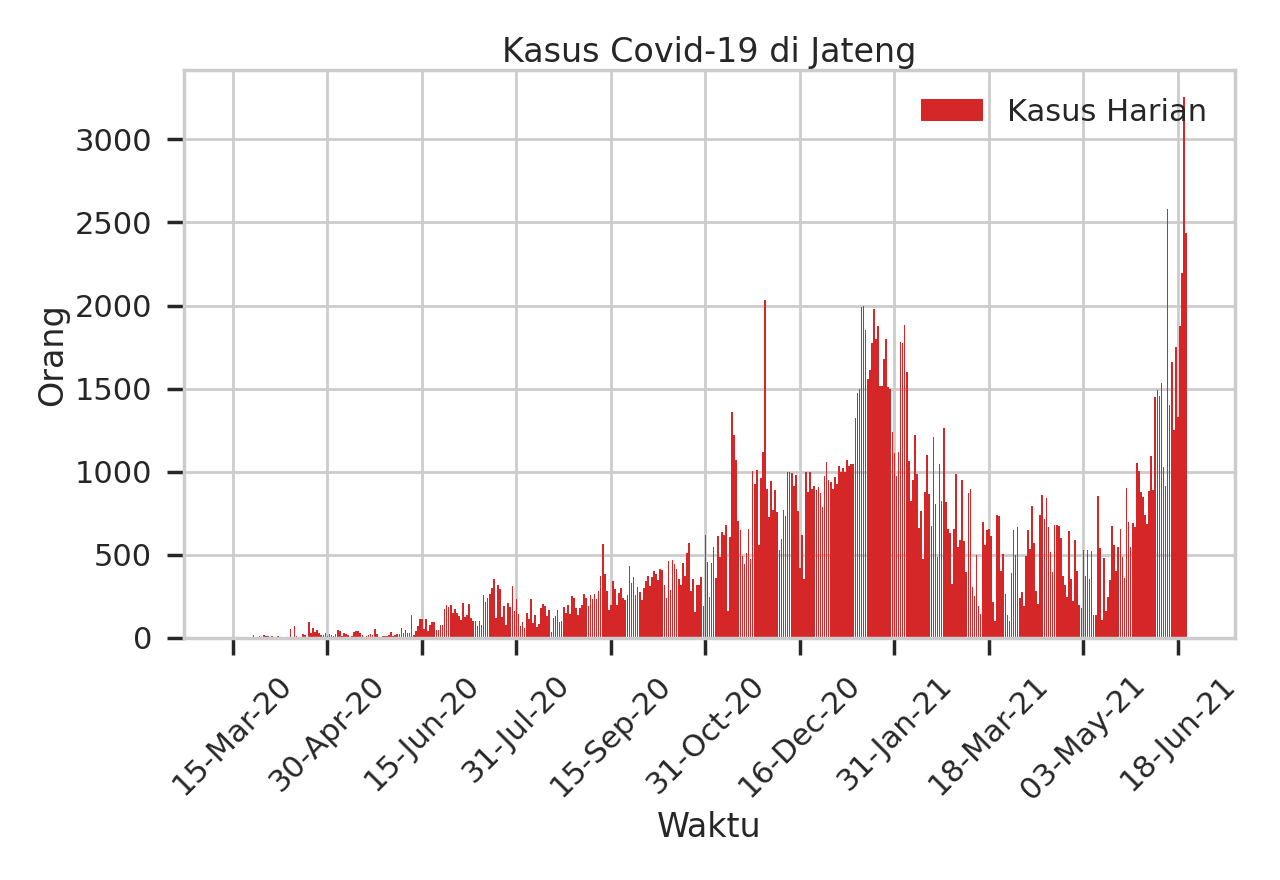 Kasus Covid-19 di Jateng
Kasus Harian
Orang
3000
2500
2000
1500
1000
500
0
15-Mar-20
30-Apr-20
15-Jun-20
31-Jul-20
15-Sep-20
31-Oct-20
16-Dec-20
31-Jan-21
18-Mar-21
03-May-21
18-Jun-21
Waktu